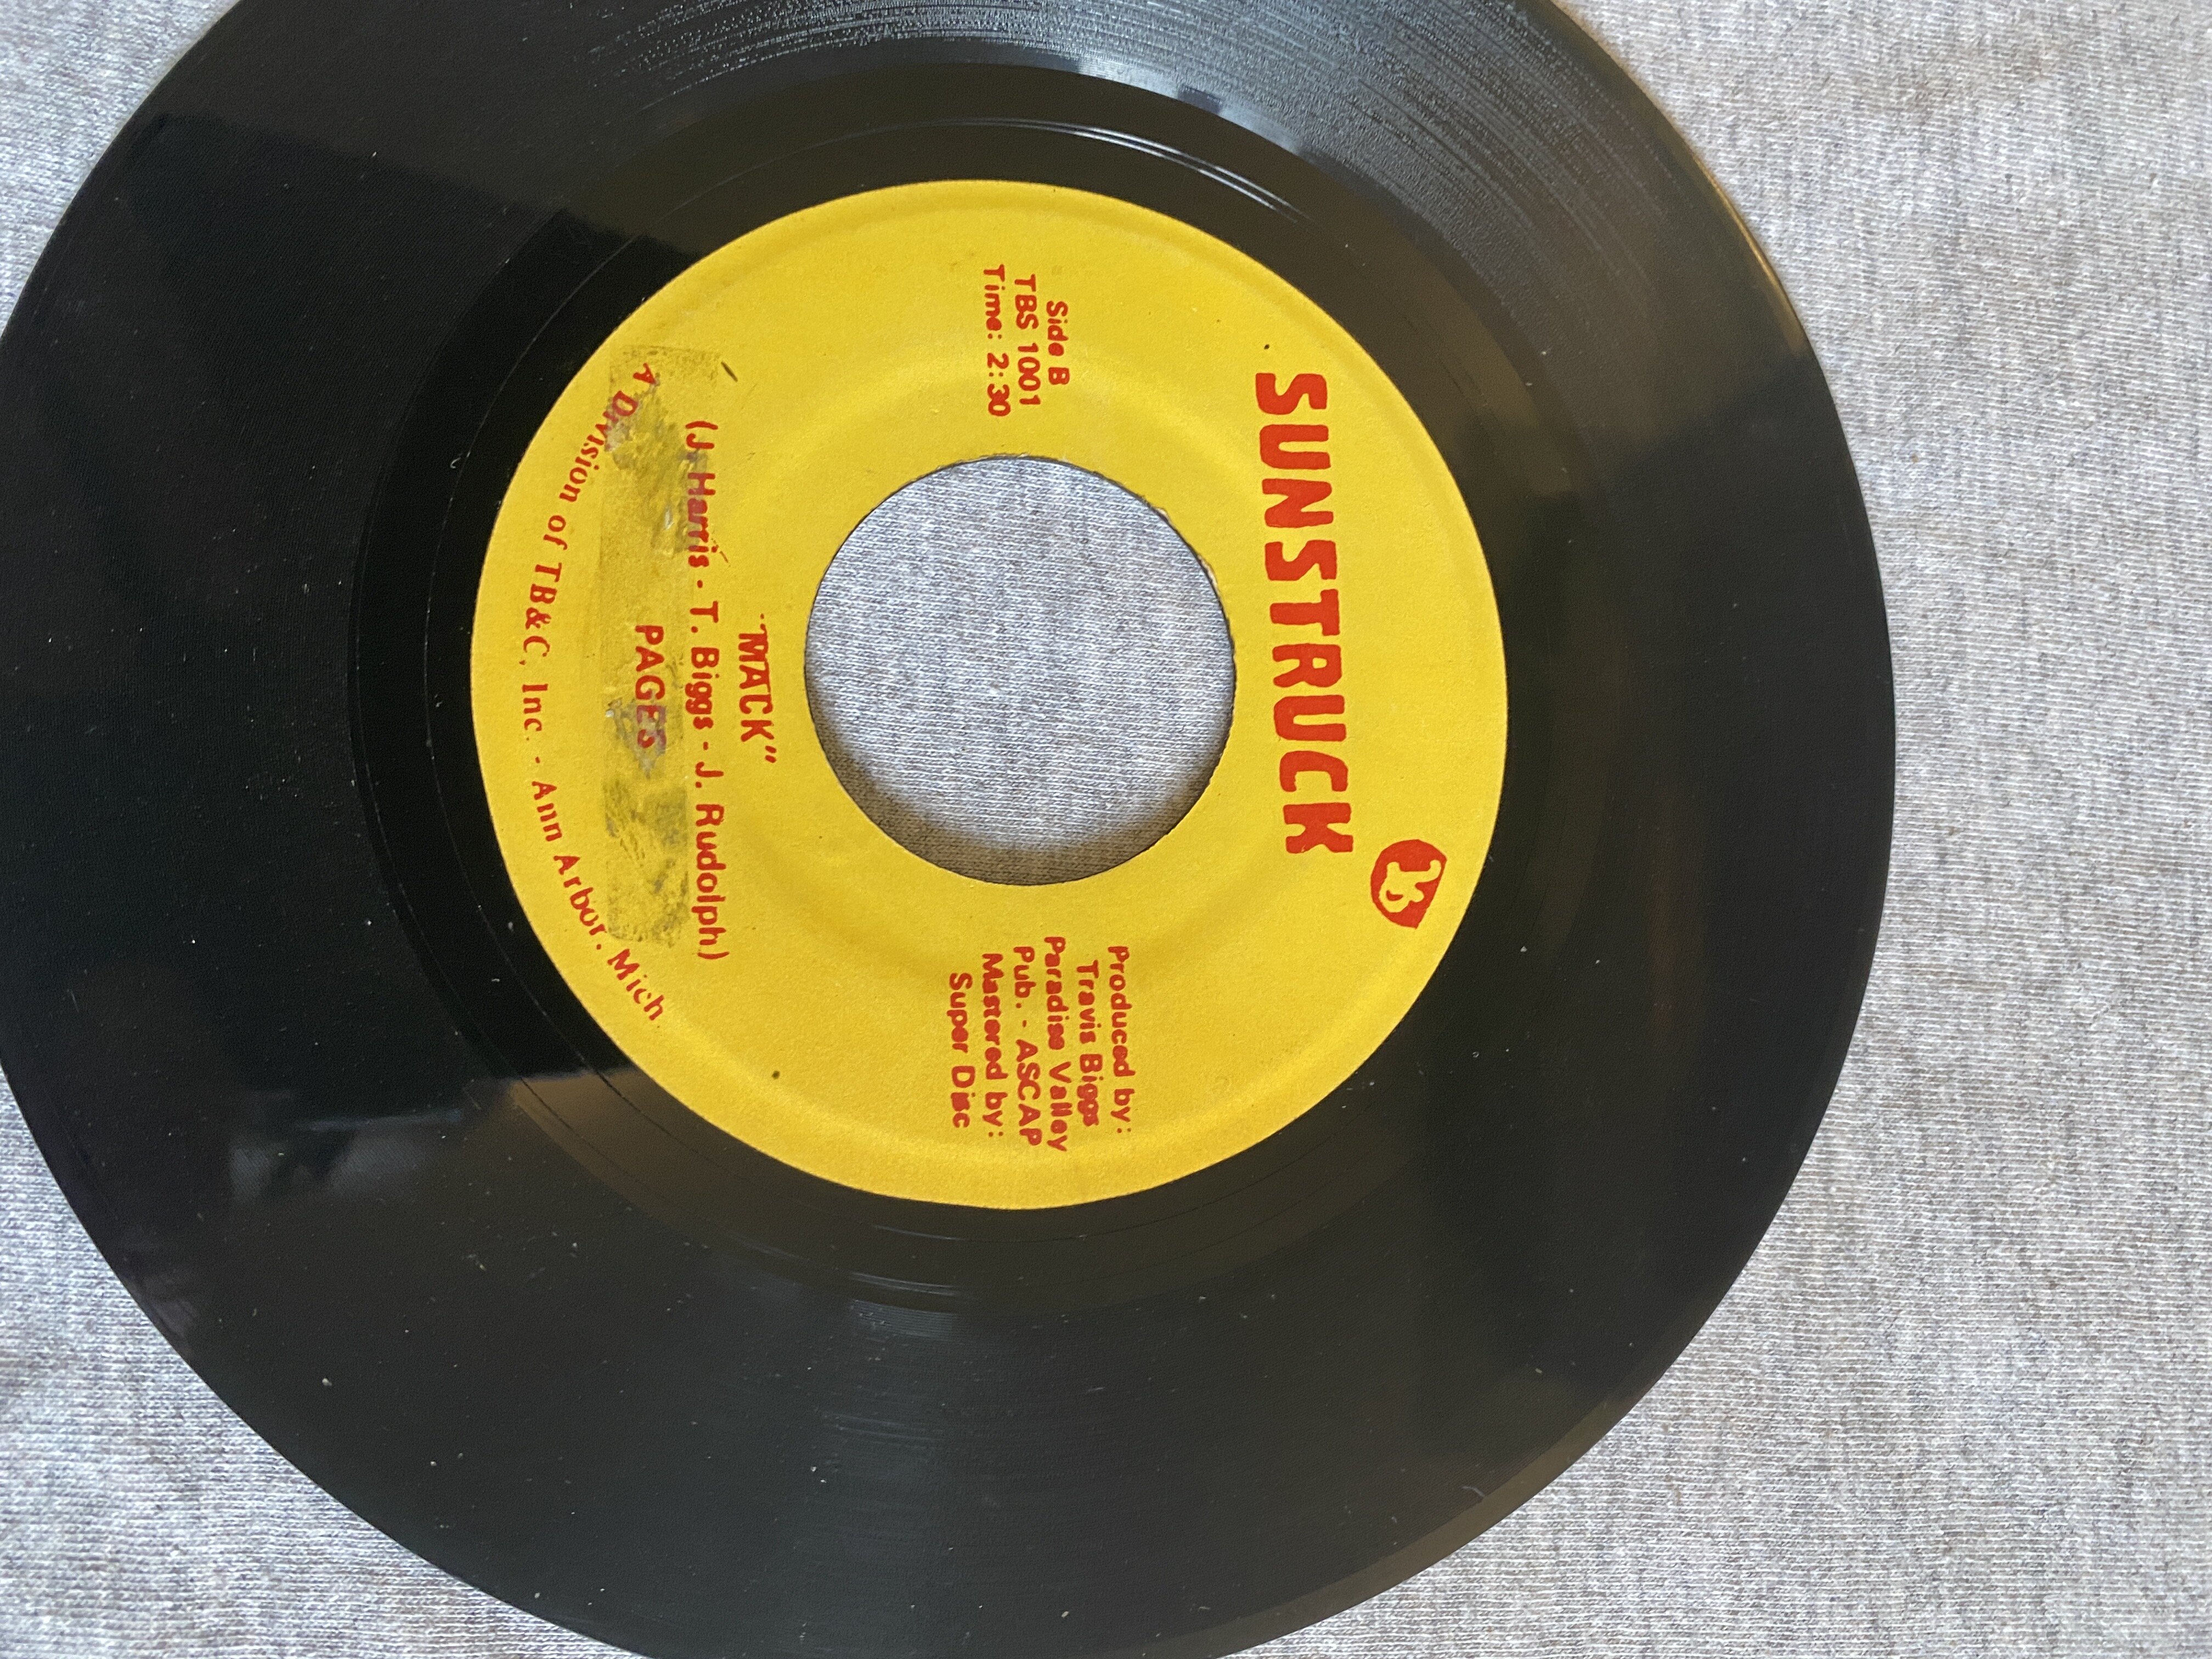 SUNSTRUCK
Side B
TBS 1001
Time: 2:30
Produced by:
Travis Biggs
Paradise Valley
Pub. - ASCAP
Mastered by:
Super Disc
"MACK"
(J. Harris - T. Biggs - J. Rudolph)
PAGES
A Division of TB&C, Inc. - Ann Arbor, Mich.